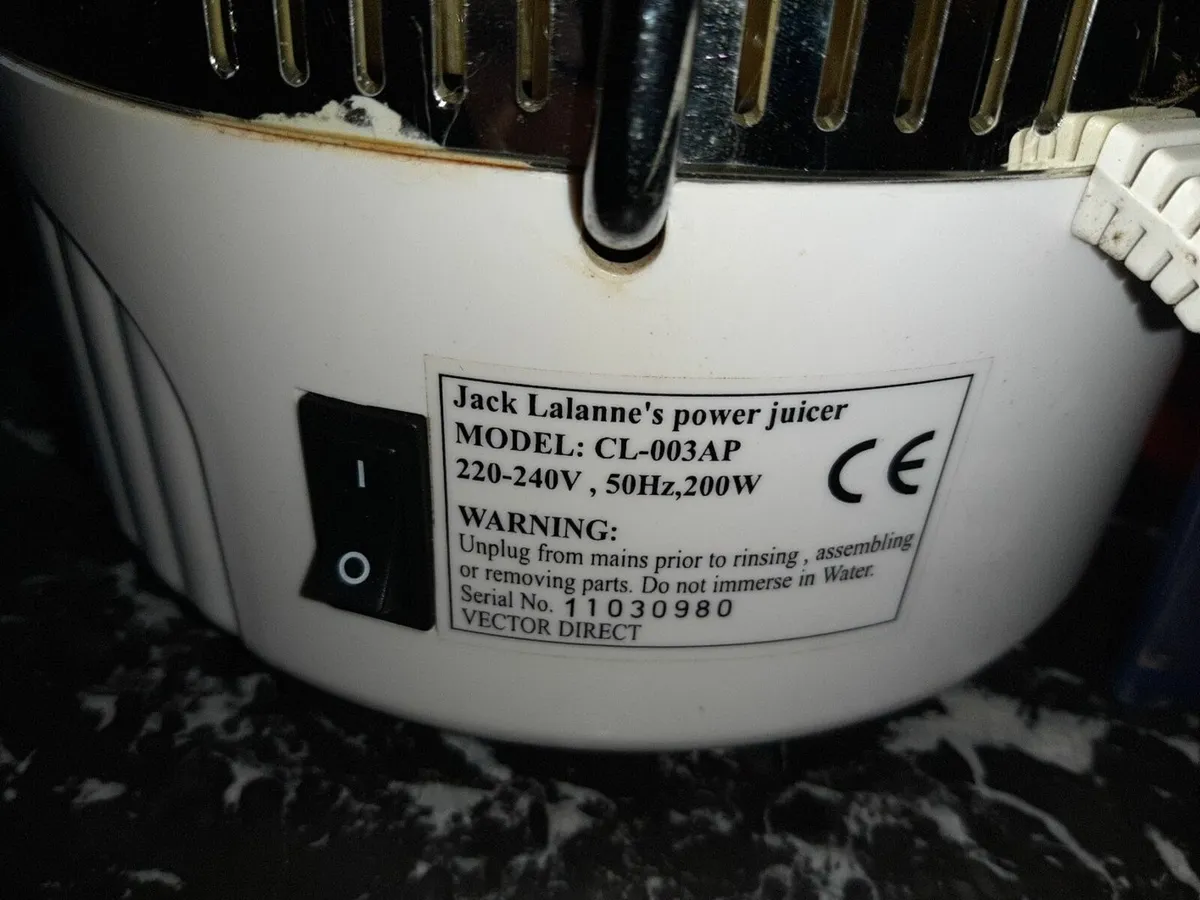 Jack Lalanne's power juicer
MODEL: CL-003AP
220-240V , 50Hz,200W
CE
WARNING:
Unplug from mains prior to rinsing , assembling
or removing parts. Do not immerse in Water.
Serial No. 11030980
VECTOR DIRECT
I
O